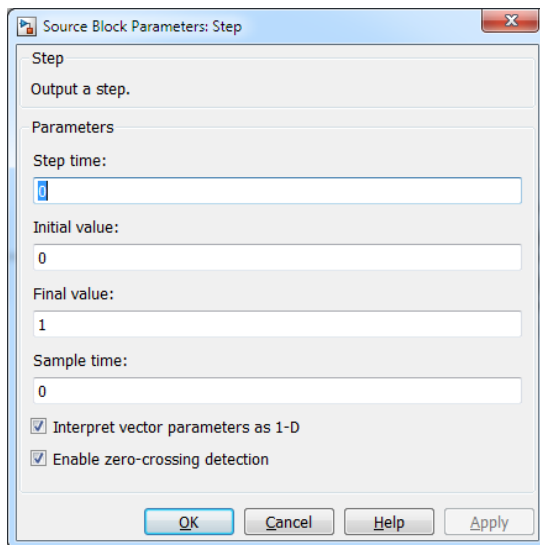 Source Block Parameters: Step
Step
Output a step.
Parameters
Step time:
0
Initial value:
0
Final value:
1
Sample time:
0
Interpret vector parameters as 1-D
Enable zero-crossing detection
OK Cancel Help Apply